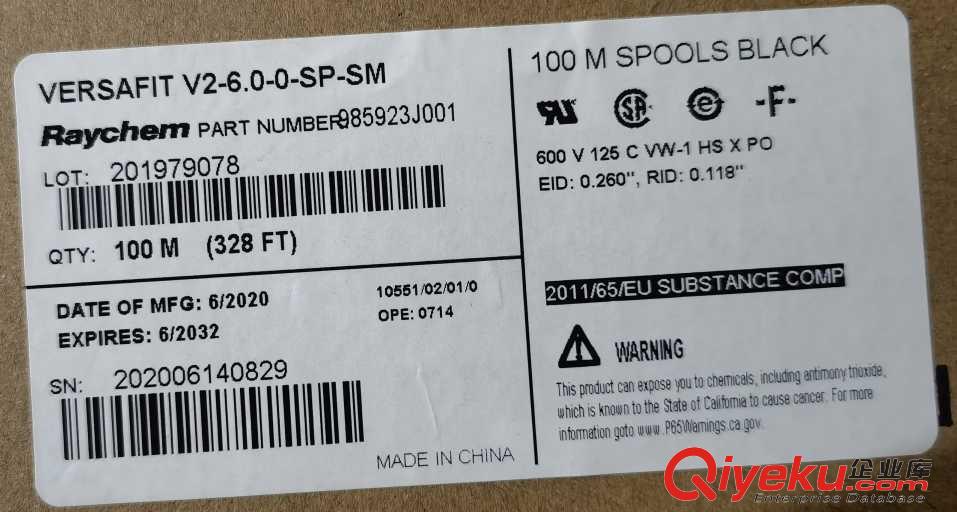 VERSAFIT V2-6.0-0-SP-SM
Raychem PART NUMBER985923J001
LOT: 201979078
QTY: 100 M (328 FT)
DATE OF MFG: 6/2020
EXPIRES: 6/2032
10551/02/01/0
OPE: 0714
SN: 202006140829
MADE IN CHINA
100 M SPOOLS BLACK
SA e -F-
600 V 125 C VW-1 HS X PO
EID: 0.260", RID: 0.118"
2011/65/EU SUBSTANCE COMP
WARNING
This product can expose you to chemicals, including antimony trioxide,
which is known to the State of California to cause cancer. For more
information goto www.P65Warnings.ca.gov.
Qiyeku 企业库
Enterprise Database